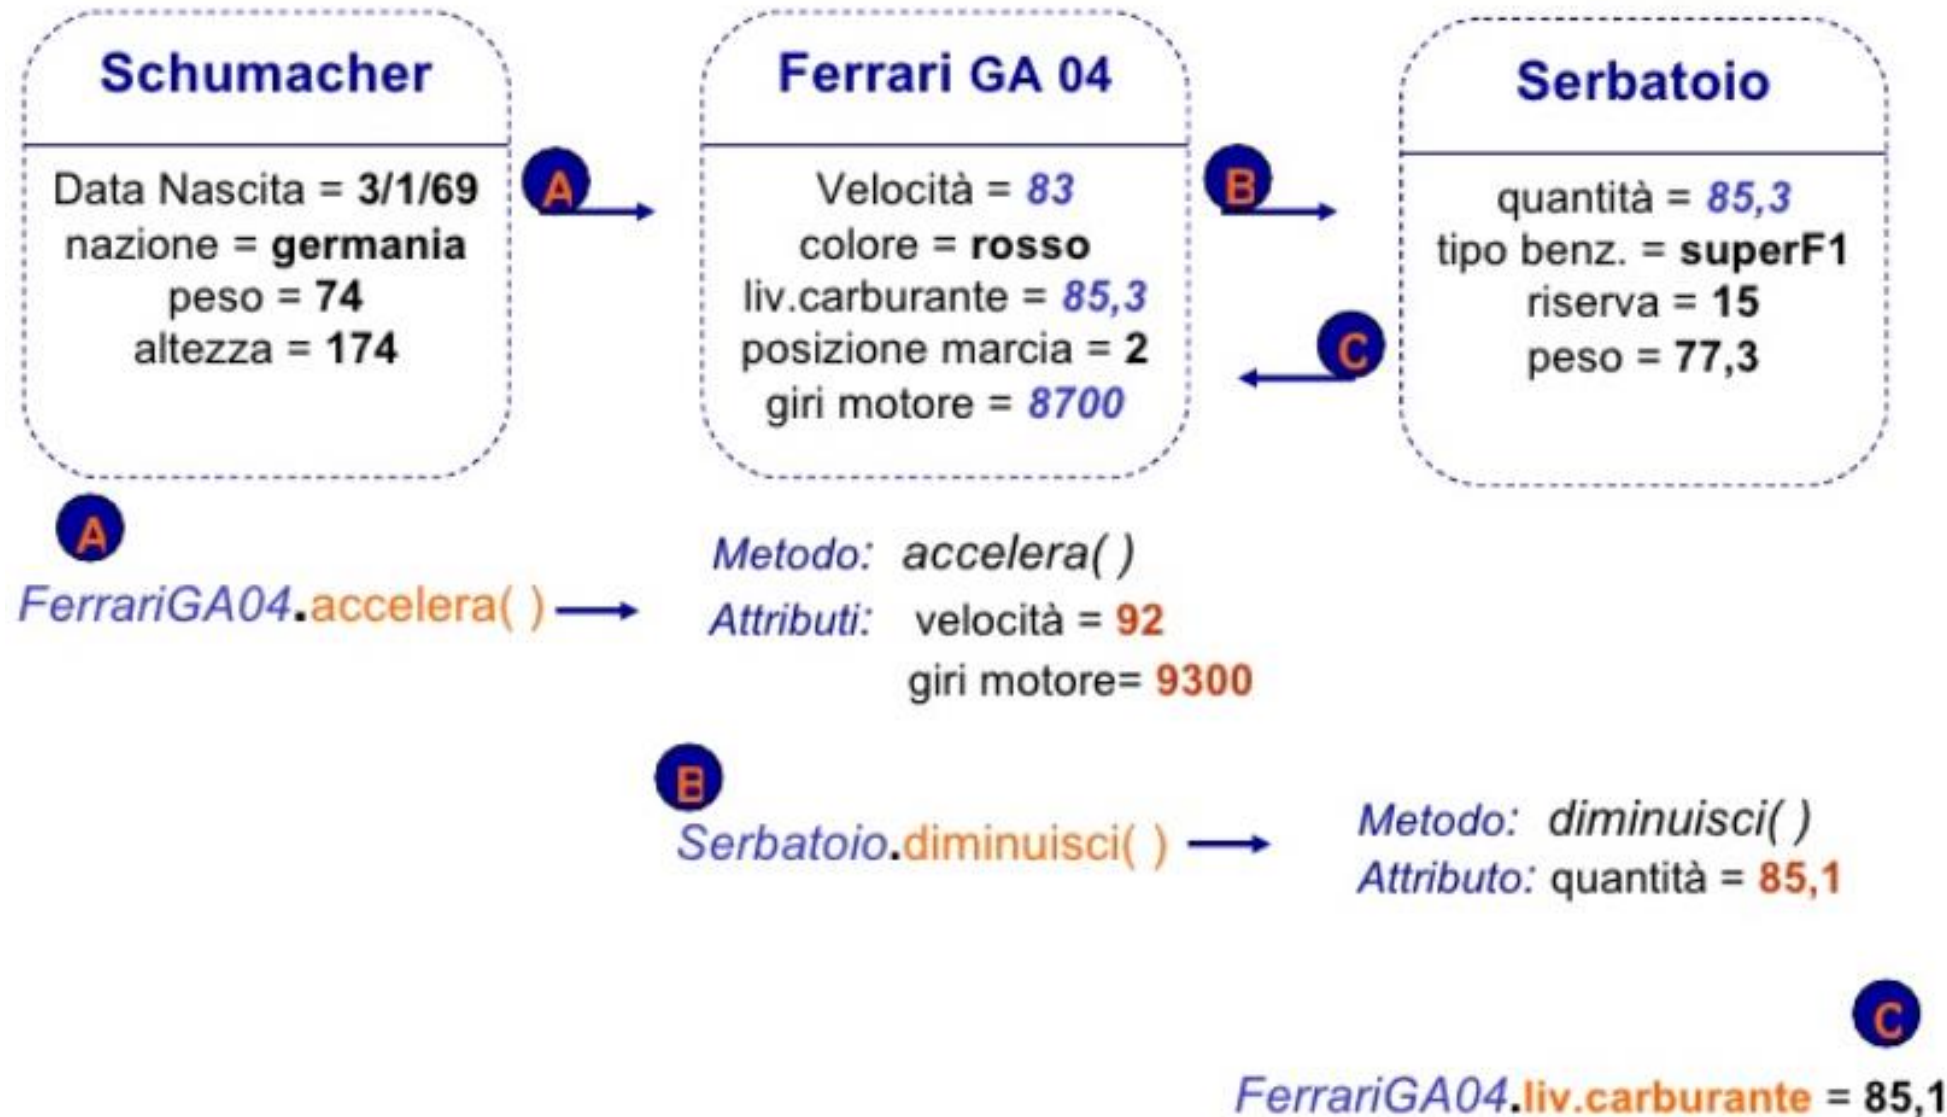 Schumacher
Data Nascita = 3/1/69
nazione = germania
peso = 74
altezza = 174
A
Ferrari GA 04
Velocità = 83
colore = rosso
liv.carburante = 85,3
posizione marcia = 2
giri motore = 8700
B
C
Serbatoio
quantità = 85,3
tipo benz. = superF1
riserva = 15
peso = 77,3
A
FerrariGA04.accelera( )
Metodo: accelera( )
Attributi: velocità = 92
giri motore= 9300
B
Serbatoio.diminuisci( )
Metodo: diminuisci( )
Attributo: quantità = 85,1
C
FerrariGA04.liv.carburante = 85,1